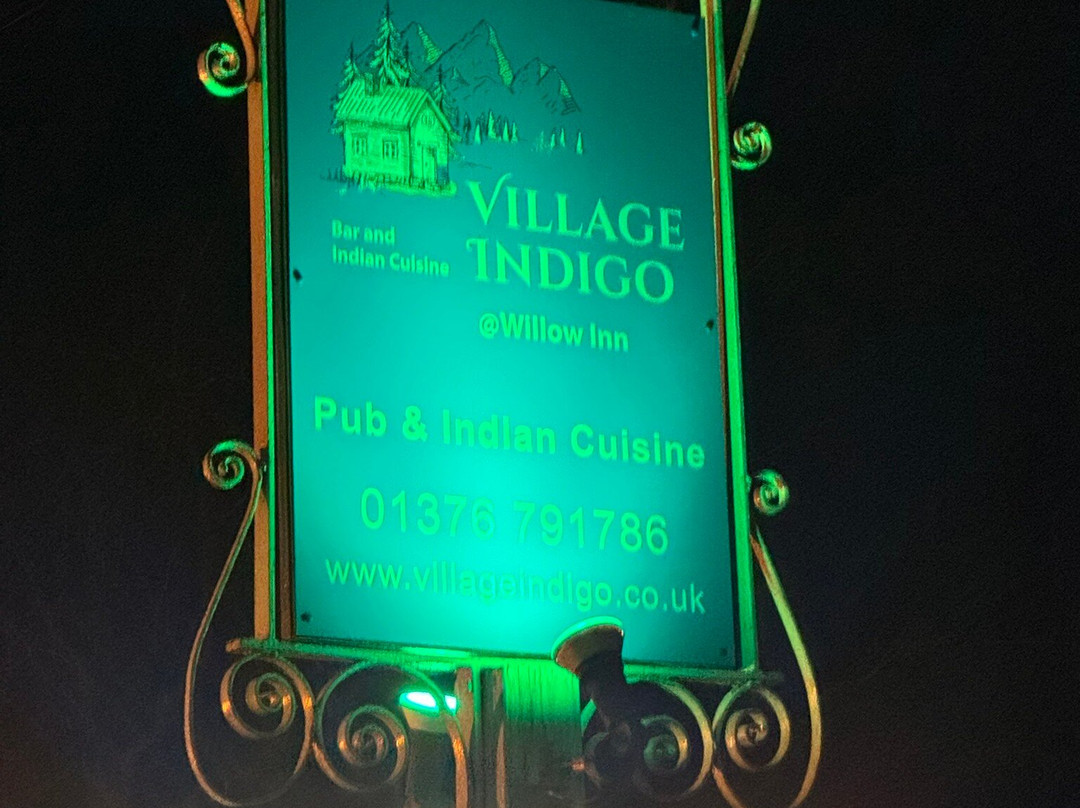 VILLAGE
INDIGO
Bar and
Indian Cuisine
@Willow Inn
Pub & Indian Cuisine
01376 791786
www.villageindigo.co.uk